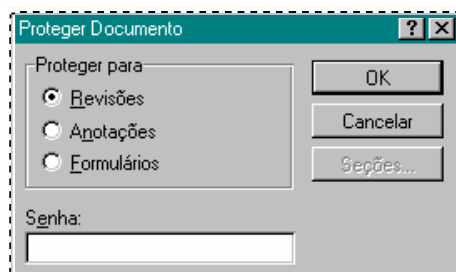 Proteger Documento
Proteger para
Revisões
Anotações
Formulários
OK
Cancelar
Seções...
Senha: